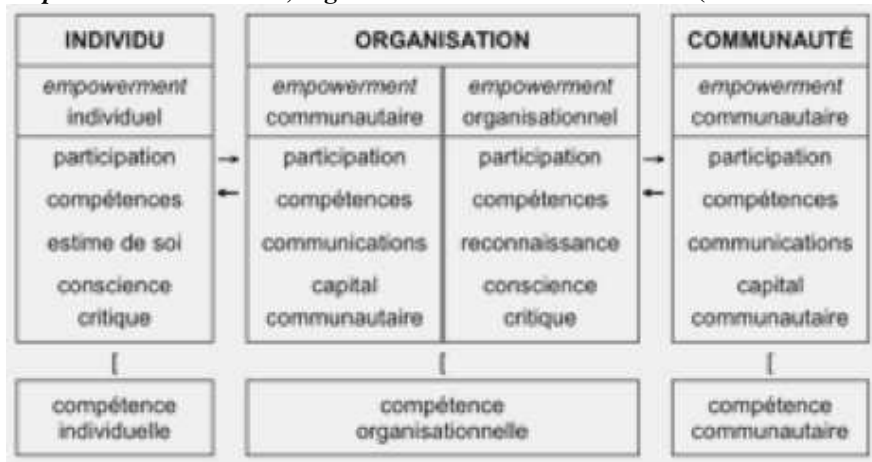 INDIVIDU
empowerment
individuel
participation
compétences
estime de soi
conscience
critique
compétence
individuelle
ORGANISATION
empowerment
communautaire
participation
compétences
communications
capital
communautaire
empowerment
organisationnel
participation
compétences
reconnaissance
conscience
critique
compétence
organisationnelle
COMMUNAUTÉ
empowerment
communautaire
participation
compétences
communications
capital
communautaire
compétence
communautaire